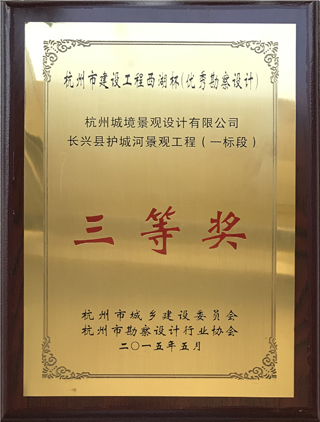 杭州市建设工程西湖杯(优秀勘察设计)
杭州城境景观设计有限公司
长兴县护城河景观工程(一标段)
三等奖
杭州市城乡建设委员会
杭州市勘察设计行业协会
二〇一五年五月